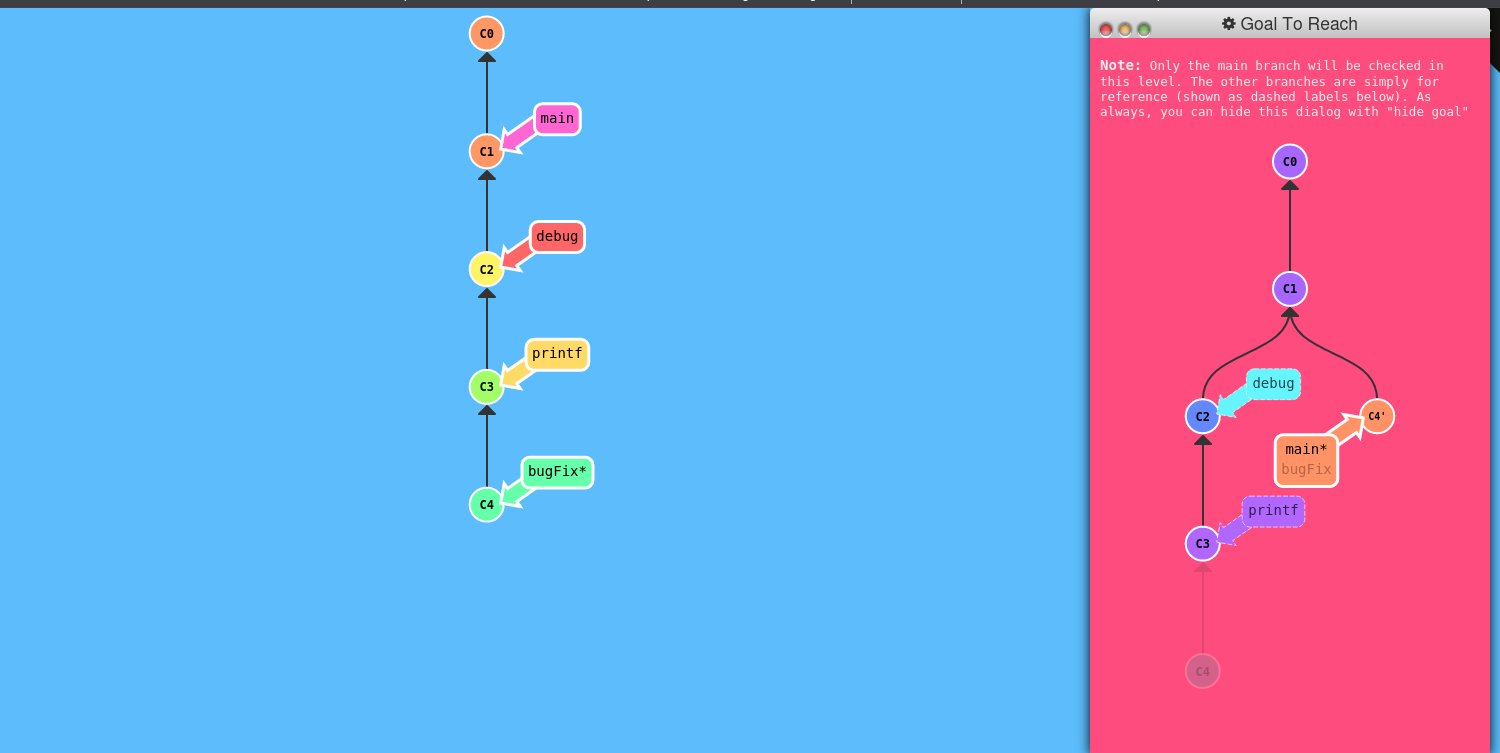 C0
main
C1
debug
C2
printf
C3
bugFix*
C4
Goal To Reach
Note: Only the main branch will be checked in
this level. The other branches are simply for
reference (shown as dashed labels below). As
always, you can hide this dialog with "hide goal"
C0
C1
debug
C2
C4'
main*
bugFix
printf
C3
C4